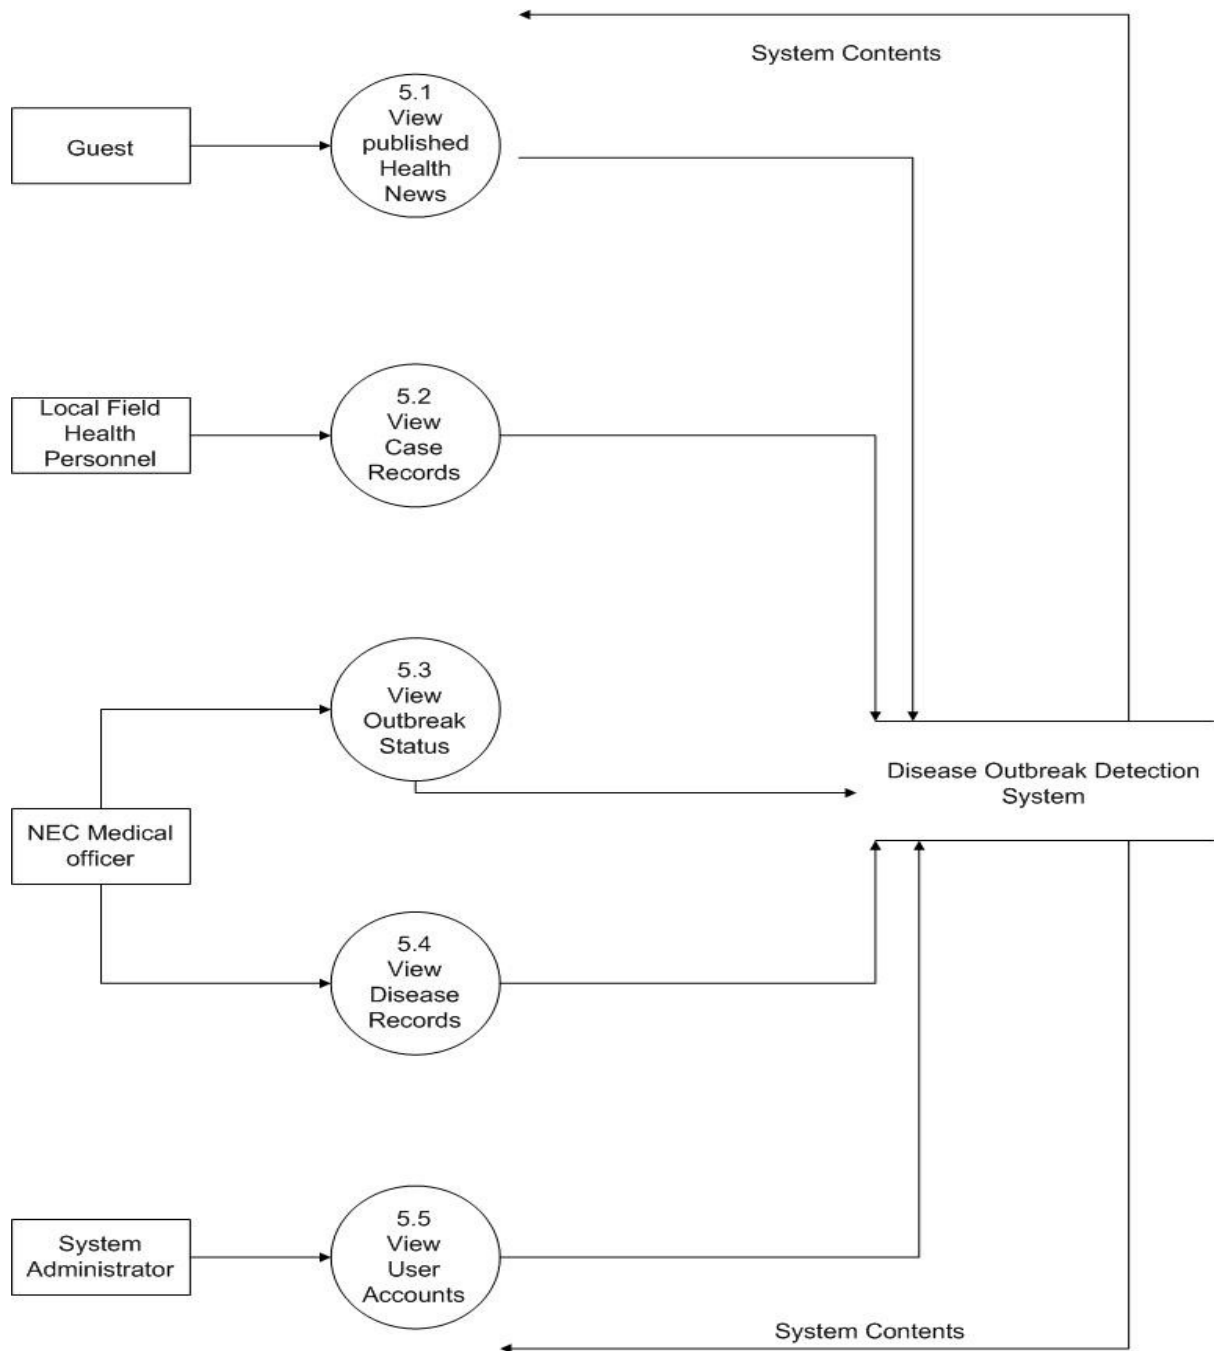 System Contents
Guest
5.1
View
published
Health
News
Local Field
Health
Personnel
5.2
View
Case
Records
5.3
View
Outbreak
Status
Disease Outbreak Detection
System
NEC Medical
officer
5.4
View
Disease
Records
System
Administrator
5.5
View
User
Accounts
System Contents